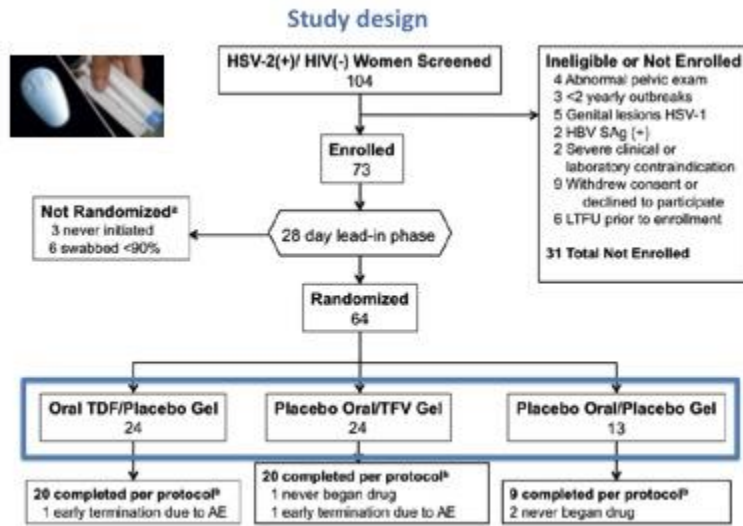 Study design
HSV-2(+)/ HIV(-) Women Screened
104
Ineligible or Not Enrolled
4 Abnormal pelvic exam
3 <2 yearly outbreaks
5 Genital lesions HSV-1
2 HBV SAg (+)
2 Severe clinical or
laboratory contraindication
9 Withdrew consent or
declined to participate
6 LTFU prior to enrollment
31 Total Not Enrolled
Enrolled
73
Not Randomizedª
3 never initiated
6 swabbed <90%
28 day lead-in phase
Randomized
64
Oral TDF/Placebo Gel
24
Placebo Oral/TFV Gel
24
Placebo Oral/Placebo Gel
13
20 completed per protocolᵇ
1 early termination due to AE
20 completed per protocolᵇ
1 never began drug
1 early termination due to AE
9 completed per protocolᵇ
2 never began drug